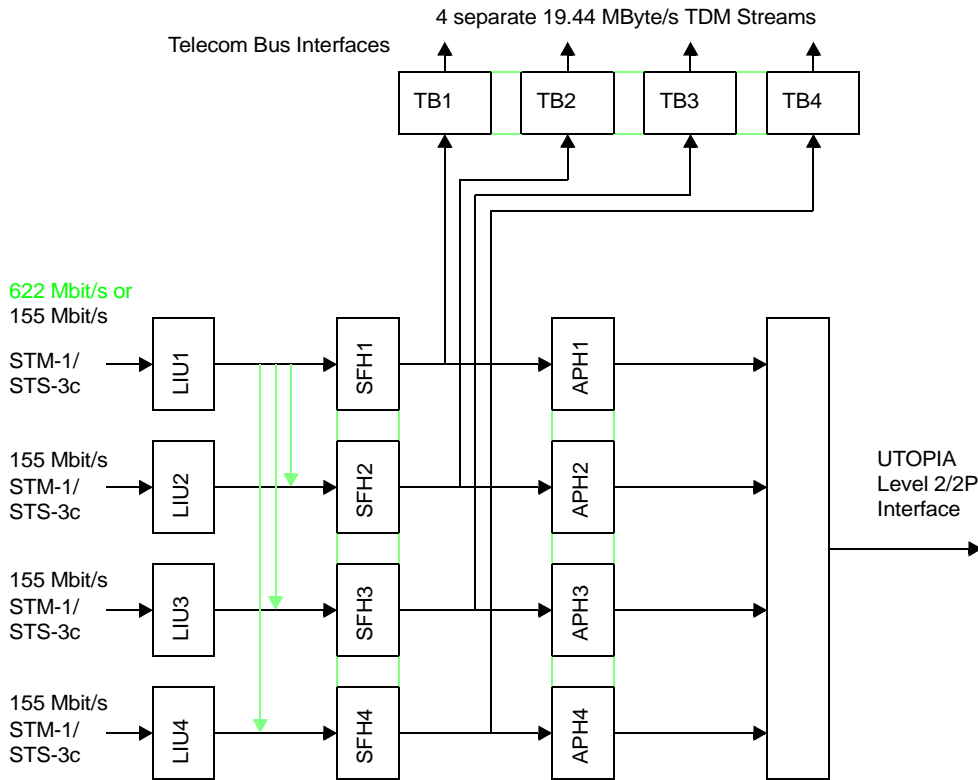 4 separate 19.44 MByte/s TDM Streams
Telecom Bus Interfaces
TB1
TB2
TB3
TB4
622 Mbit/s or
155 Mbit/s
STM-1/
STS-3c
LIU1
SFH1
APH1
155 Mbit/s
STM-1/
STS-3c
LIU2
SFH2
APH2
UTOPIA
Level 2/2P
Interface
155 Mbit/s
STM-1/
STS-3c
LIU3
SFH3
APH3
155 Mbit/s
STM-1/
STS-3c
LIU4
SFH4
APH4